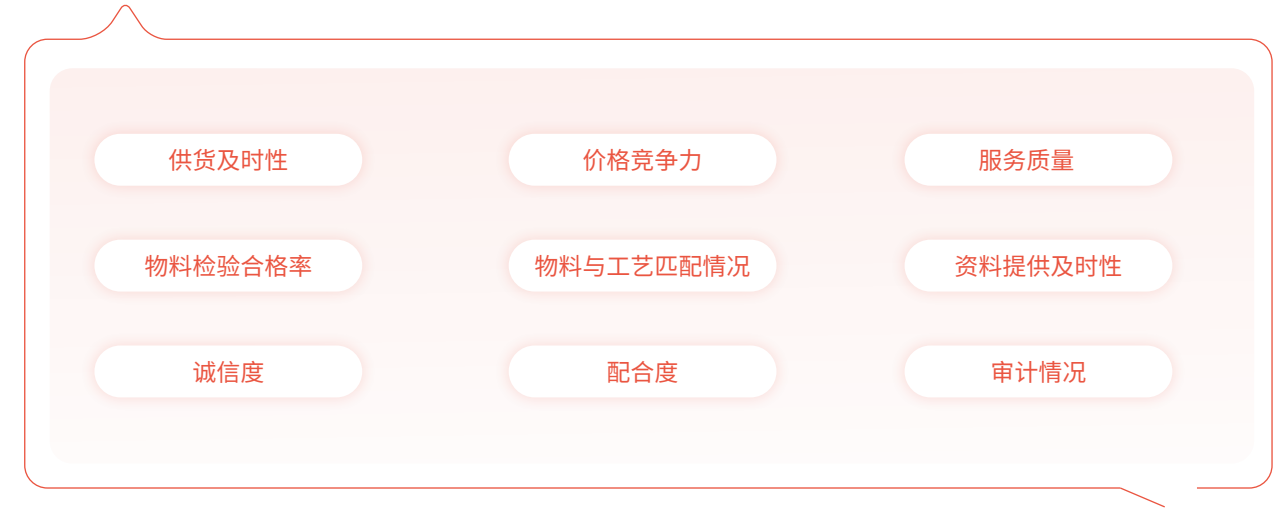 供货及时性
价格竞争力
服务质量
物料检验合格率
物料与工艺匹配情况
资料提供及时性
诚信度
配合度
审计情况